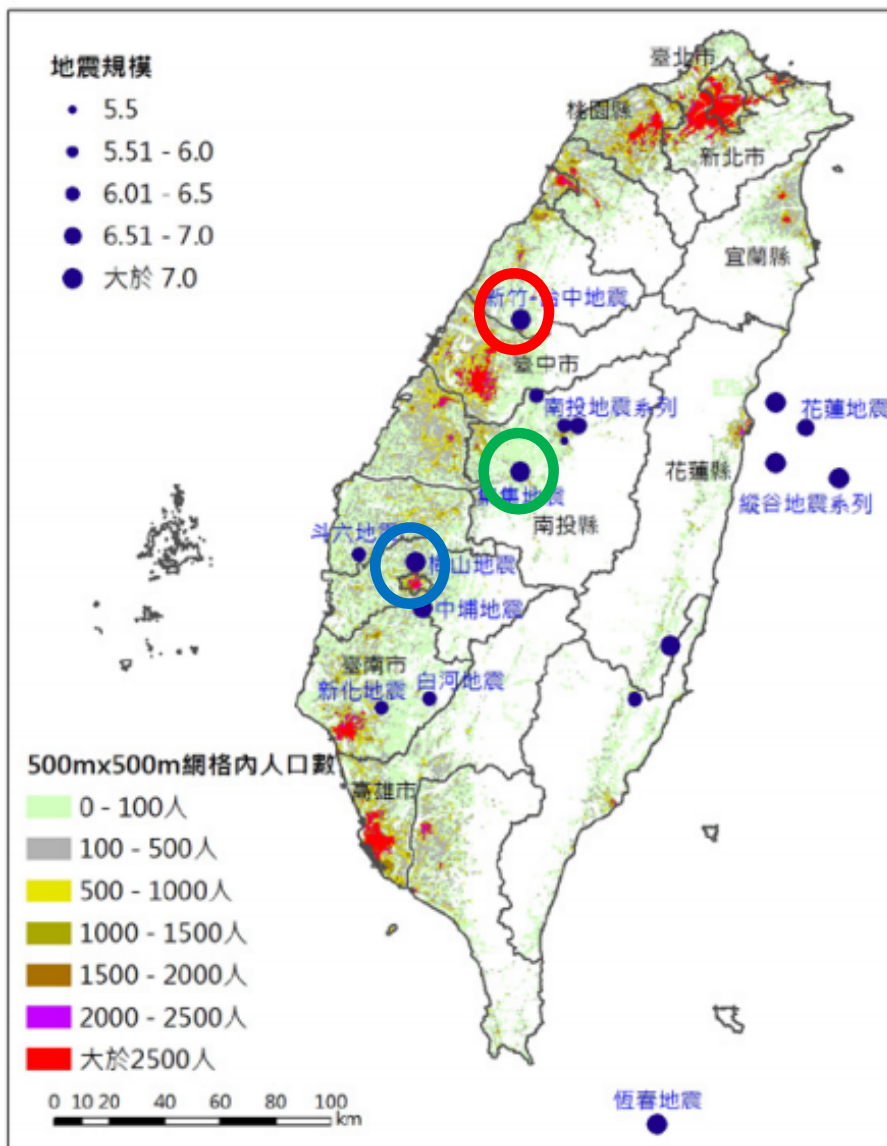 地震規模
5.5
5.51 - 6.0
6.01 - 6.5
6.51 - 7.0
大於 7.0
臺北市
桃園縣
新北市
宜蘭縣
新竹-台中地震
臺中市
南投地震系列
花蓮地震
花蓮縣
集集地震
縱谷地震系列
南投縣
斗六地震
梅山地震
中埔地震
臺南市
白河地震
新化地震
500mx500m網格內人口數
高雄市
0 - 100人
100 - 500人
500 - 1000人
1000 - 1500人
1500 - 2000人
2000 - 2500人
大於2500人
0 10 20 40 60 80 100
km
恆春地震